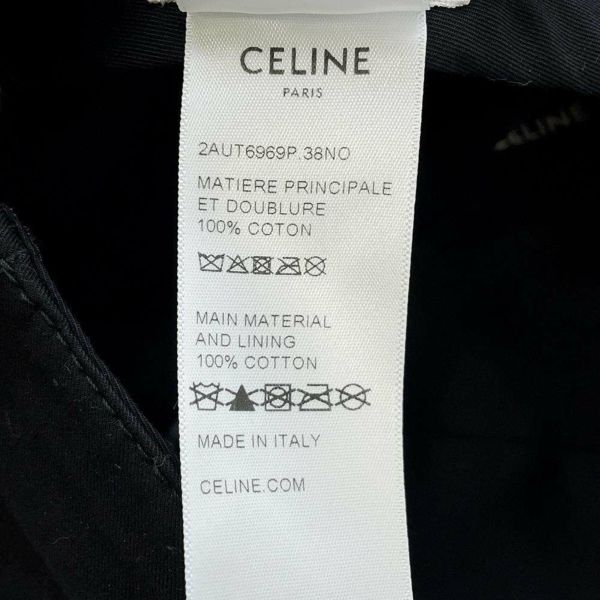 CELINE
PARIS
2AUT6969P.38NO
MATIERE PRINCIPALE
ET DOUBLURE
100% COTON
MAIN MATERIAL
AND LINING
100% COTTON
MADE IN ITALY
CELINE.COM
CELINE